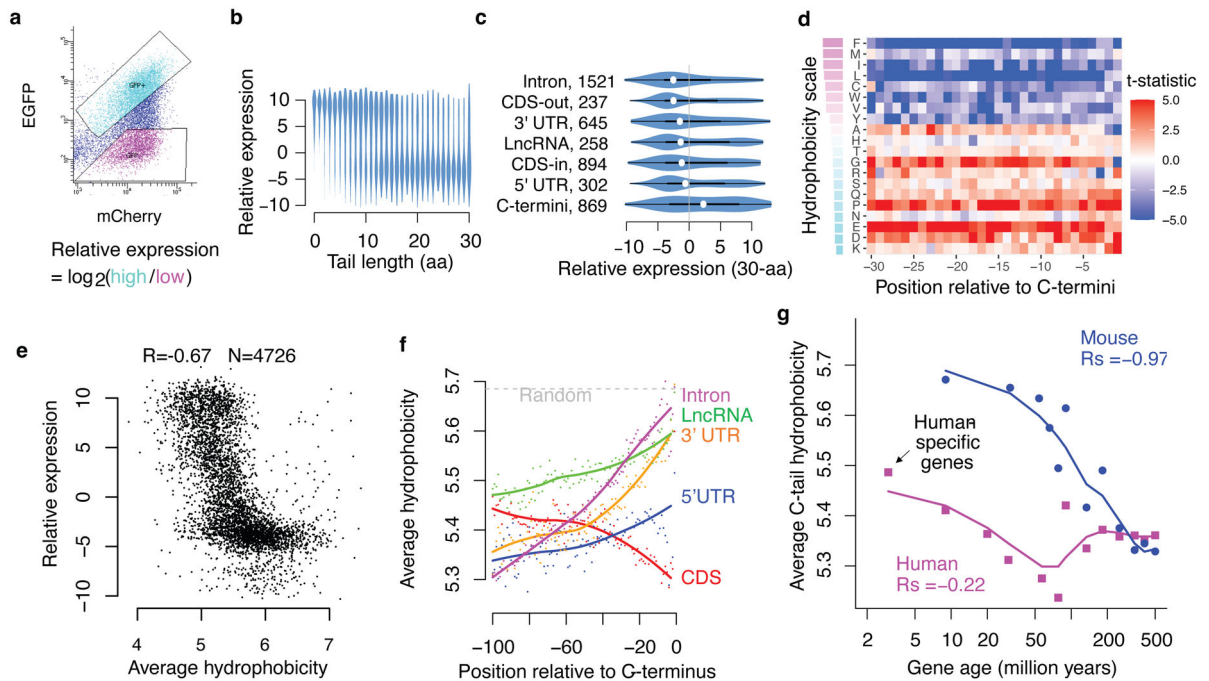 a
EGFP
10⁵
10⁴
10³
10²
GFP+
10³
10⁴
10⁵
mCherry
Relative expression
= log2(high/low)
b
Relative expression
10
5
0
−5
−10
0
10
20
30
Tail length (aa)
c
Intron, 1521
CDS-out, 237
3' UTR, 645
LncRNA, 258
CDS-in, 894
5' UTR, 302
C-termini, 869
−10
−5
0
5
10
Relative expression (30-aa)
d
Hydrophobicity scale
F
M
I
L
C
W
V
Y
A
H
T
G
R
S
Q
P
N
E
D
K
−30
−25
−20
−15
−10
−5
Position relative to C-termini
t-statistic
5.0
2.5
0.0
−2.5
−5.0
e
R=-0.67 N=4726
Relative expression
10
5
0
−5
−10
4
5
6
7
Average hydrophobicity
f
Average hydrophobicity
5.7
5.6
5.5
5.4
5.3
Random
Intron
LncRNA
3' UTR
5'UTR
CDS
−100
−60
−20
0
Position relative to C-terminus
g
Average C-tail hydrophobicity
5.7
5.6
5.5
5.4
5.3
Mouse
Rs =−0.97
Human-
specific
genes
Human
Rs =-0.22
2
5
10
20
50
200
500
Gene age (million years)